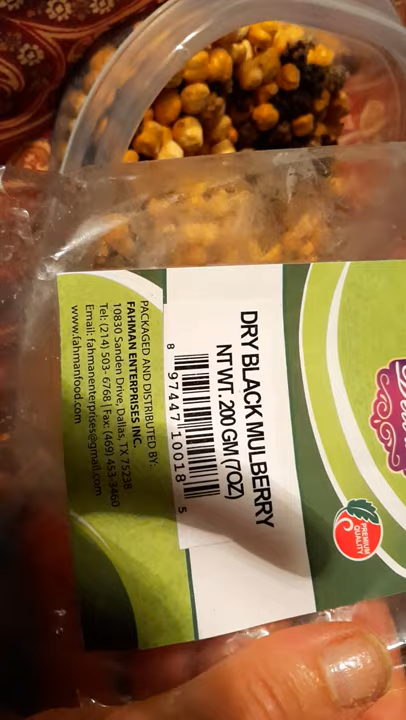 DRY BLACK MULBERRY
NT WT. 200 GM (7OZ)
8 97447 10018 5
PACKAGED AND DISTRIBUTED BY:
FAHMAN ENTERPRISES INC.
10830 Sanden Drive, Dallas, TX 75238
Tel: (214) 503- 6768 | Fax: (469) 453-3460
Email: fahmanenterprises@gmail.com
www.fahmanfood.com
PREMIUM
QUALITY